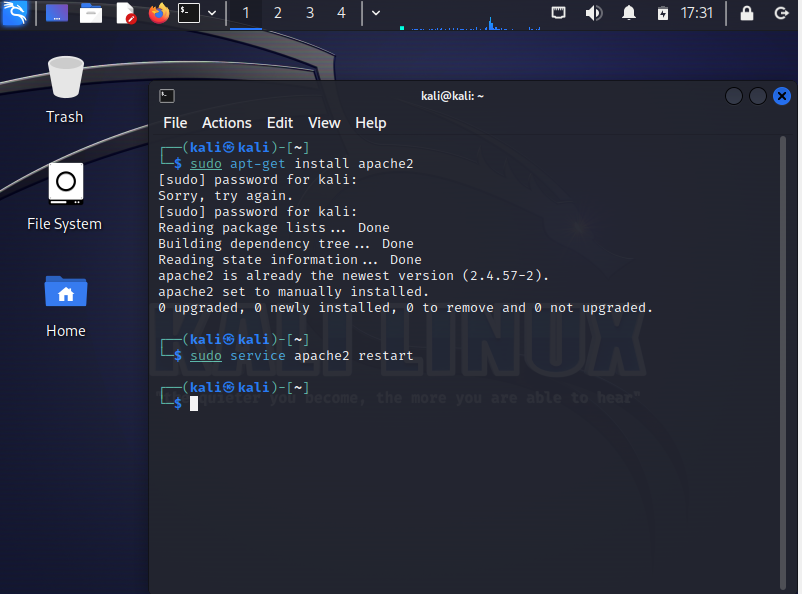 1 2 3 4 17:31
Trash
File System
Home
kali@kali: ~
File Actions Edit View Help
┌──(kali㉿kali)-[~]
└─$ sudo apt-get install apache2
[sudo] password for kali:
Sorry, try again.
[sudo] password for kali:
Reading package lists... Done
Building dependency tree... Done
Reading state information... Done
apache2 is already the newest version (2.4.57-2).
apache2 set to manually installed.
0 upgraded, 0 newly installed, 0 to remove and 0 not upgraded.
┌──(kali㉿kali)-[~]
└─$ sudo service apache2 restart
┌──(kali㉿kali)-[~]
└─$
KALI LINUX
quieter you become, the more you are able to hear"